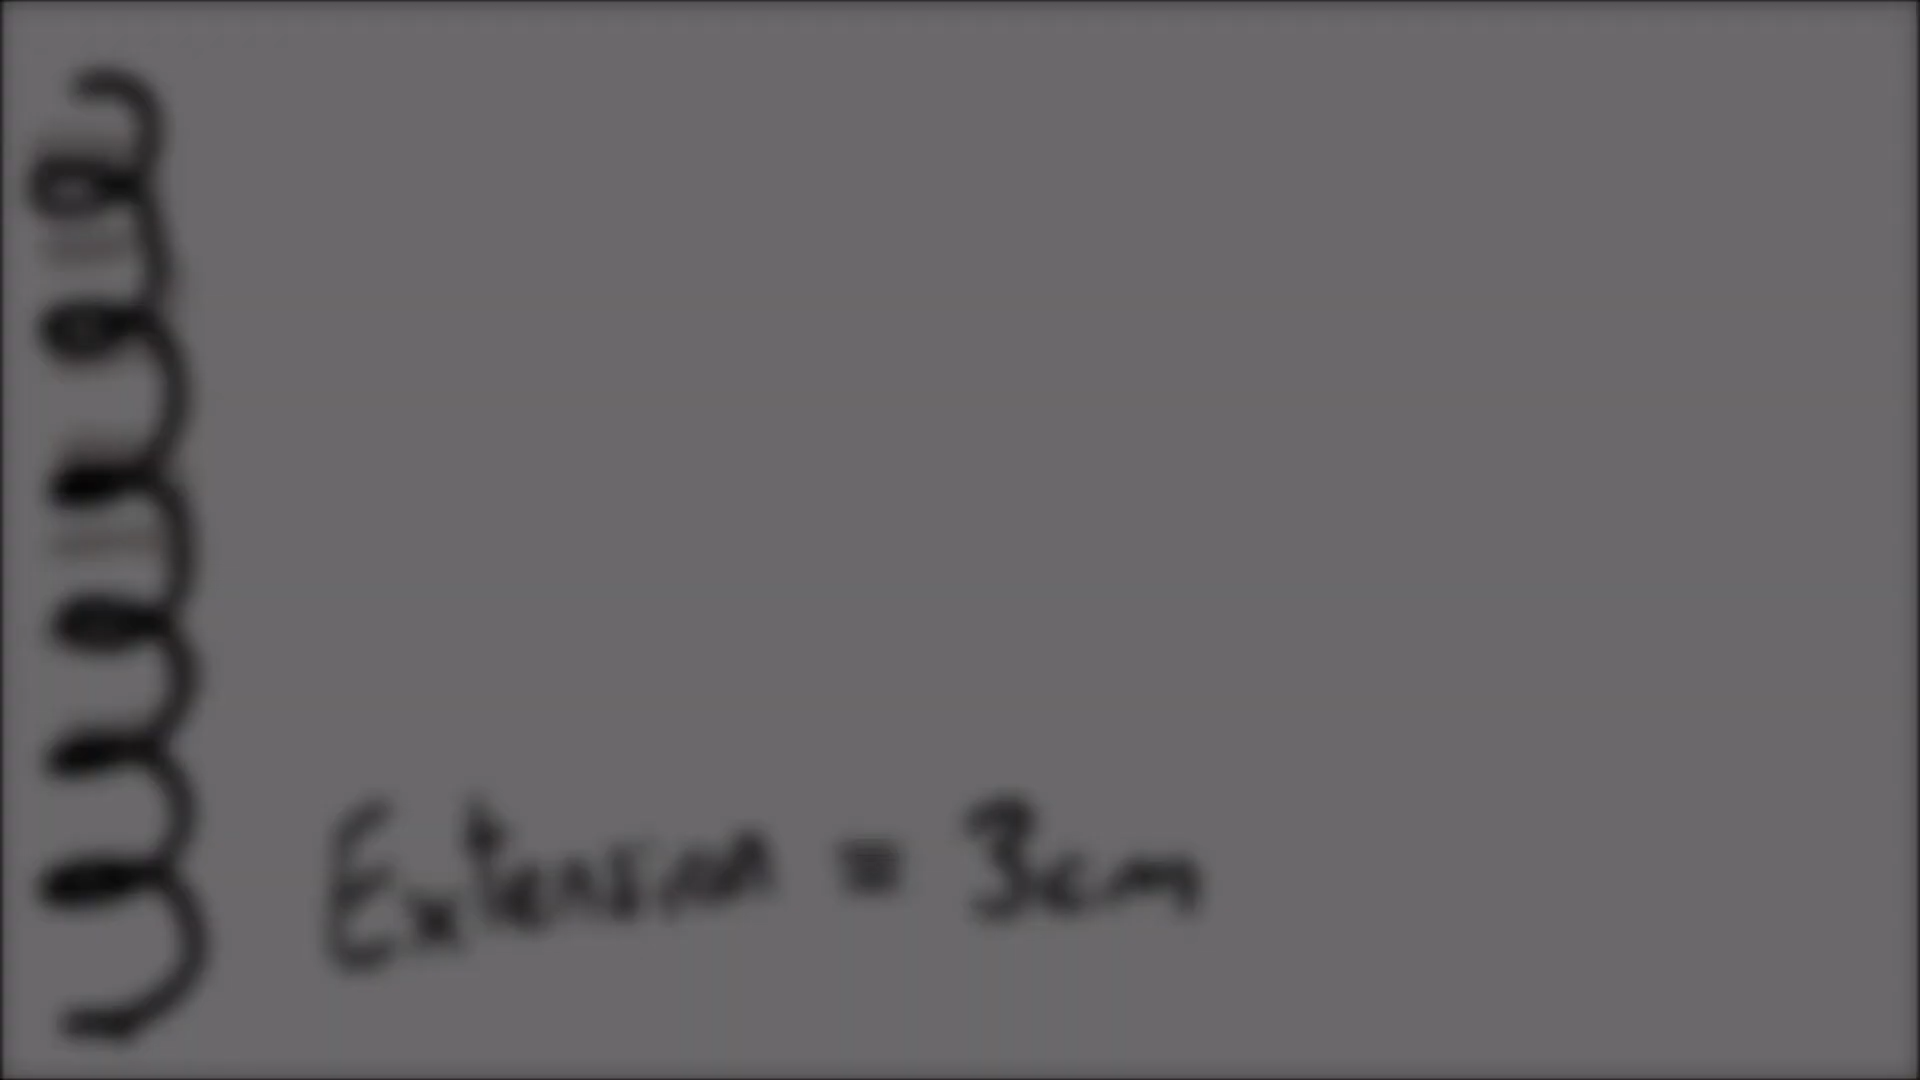 Extension = 3cm